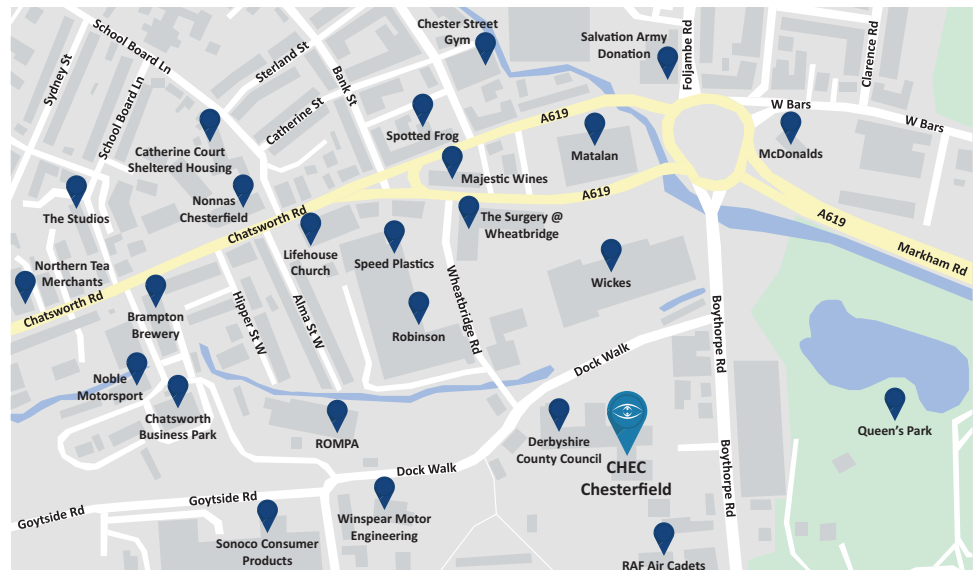 Chester Street
Gym
Salvation Army
Donation
Foljambe Rd
Clarence Rd
School Board Ln
Sterland St
Sydney St
Bank St
School Board Ln
Catherine St
Spotted Frog
A619
Matalan
W Bars
W Bars
McDonalds
Catherine Court
Sheltered Housing
Majestic Wines
The Studios
Nonnas
Chesterfield
A619
The Surgery @
Wheatbridge
A619
Markham Rd
Chatsworth Rd
Lifehouse
Church
Speed Plastics
Wickes
Northern Tea
Merchants
Chatsworth Rd
Brampton
Brewery
Hipper St W
Alma St W
Robinson
Wheatbridge Rd
Boythorpe Rd
Dock Walk
Noble
Motorsport
Chatsworth
Business Park
ROMPA
Derbyshire
County Council
CHEC
Chesterfield
Queen's Park
Boythorpe Rd
Dock Walk
Goytside Rd
Goytside Rd
Winspear Motor
Engineering
Sonoco Consumer
Products
RAF Air Cadets